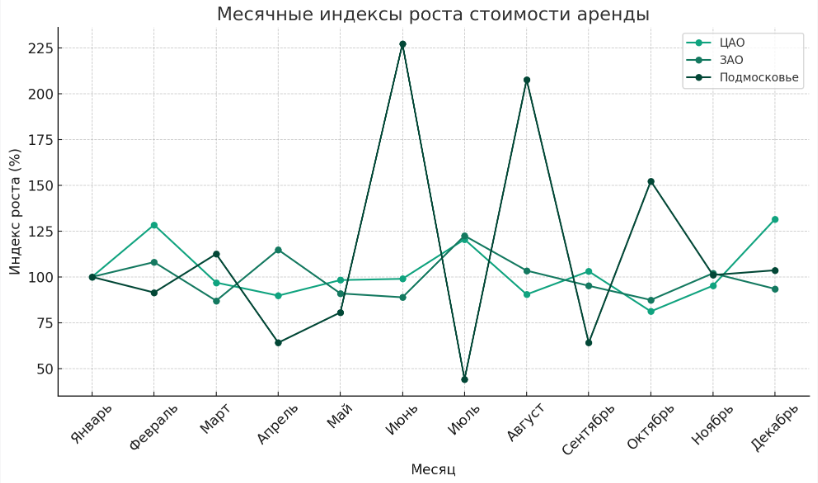 Месячные индексы роста стоимости аренды
ЦАО
ЗАО
Подмосковье
Индекс роста (%)
225
200
175
150
125
100
75
50
Январь
Февраль
Март
Апрель
Май
Июнь
Июль
Август
Сентябрь
Октябрь
Ноябрь
Декабрь
Месяц